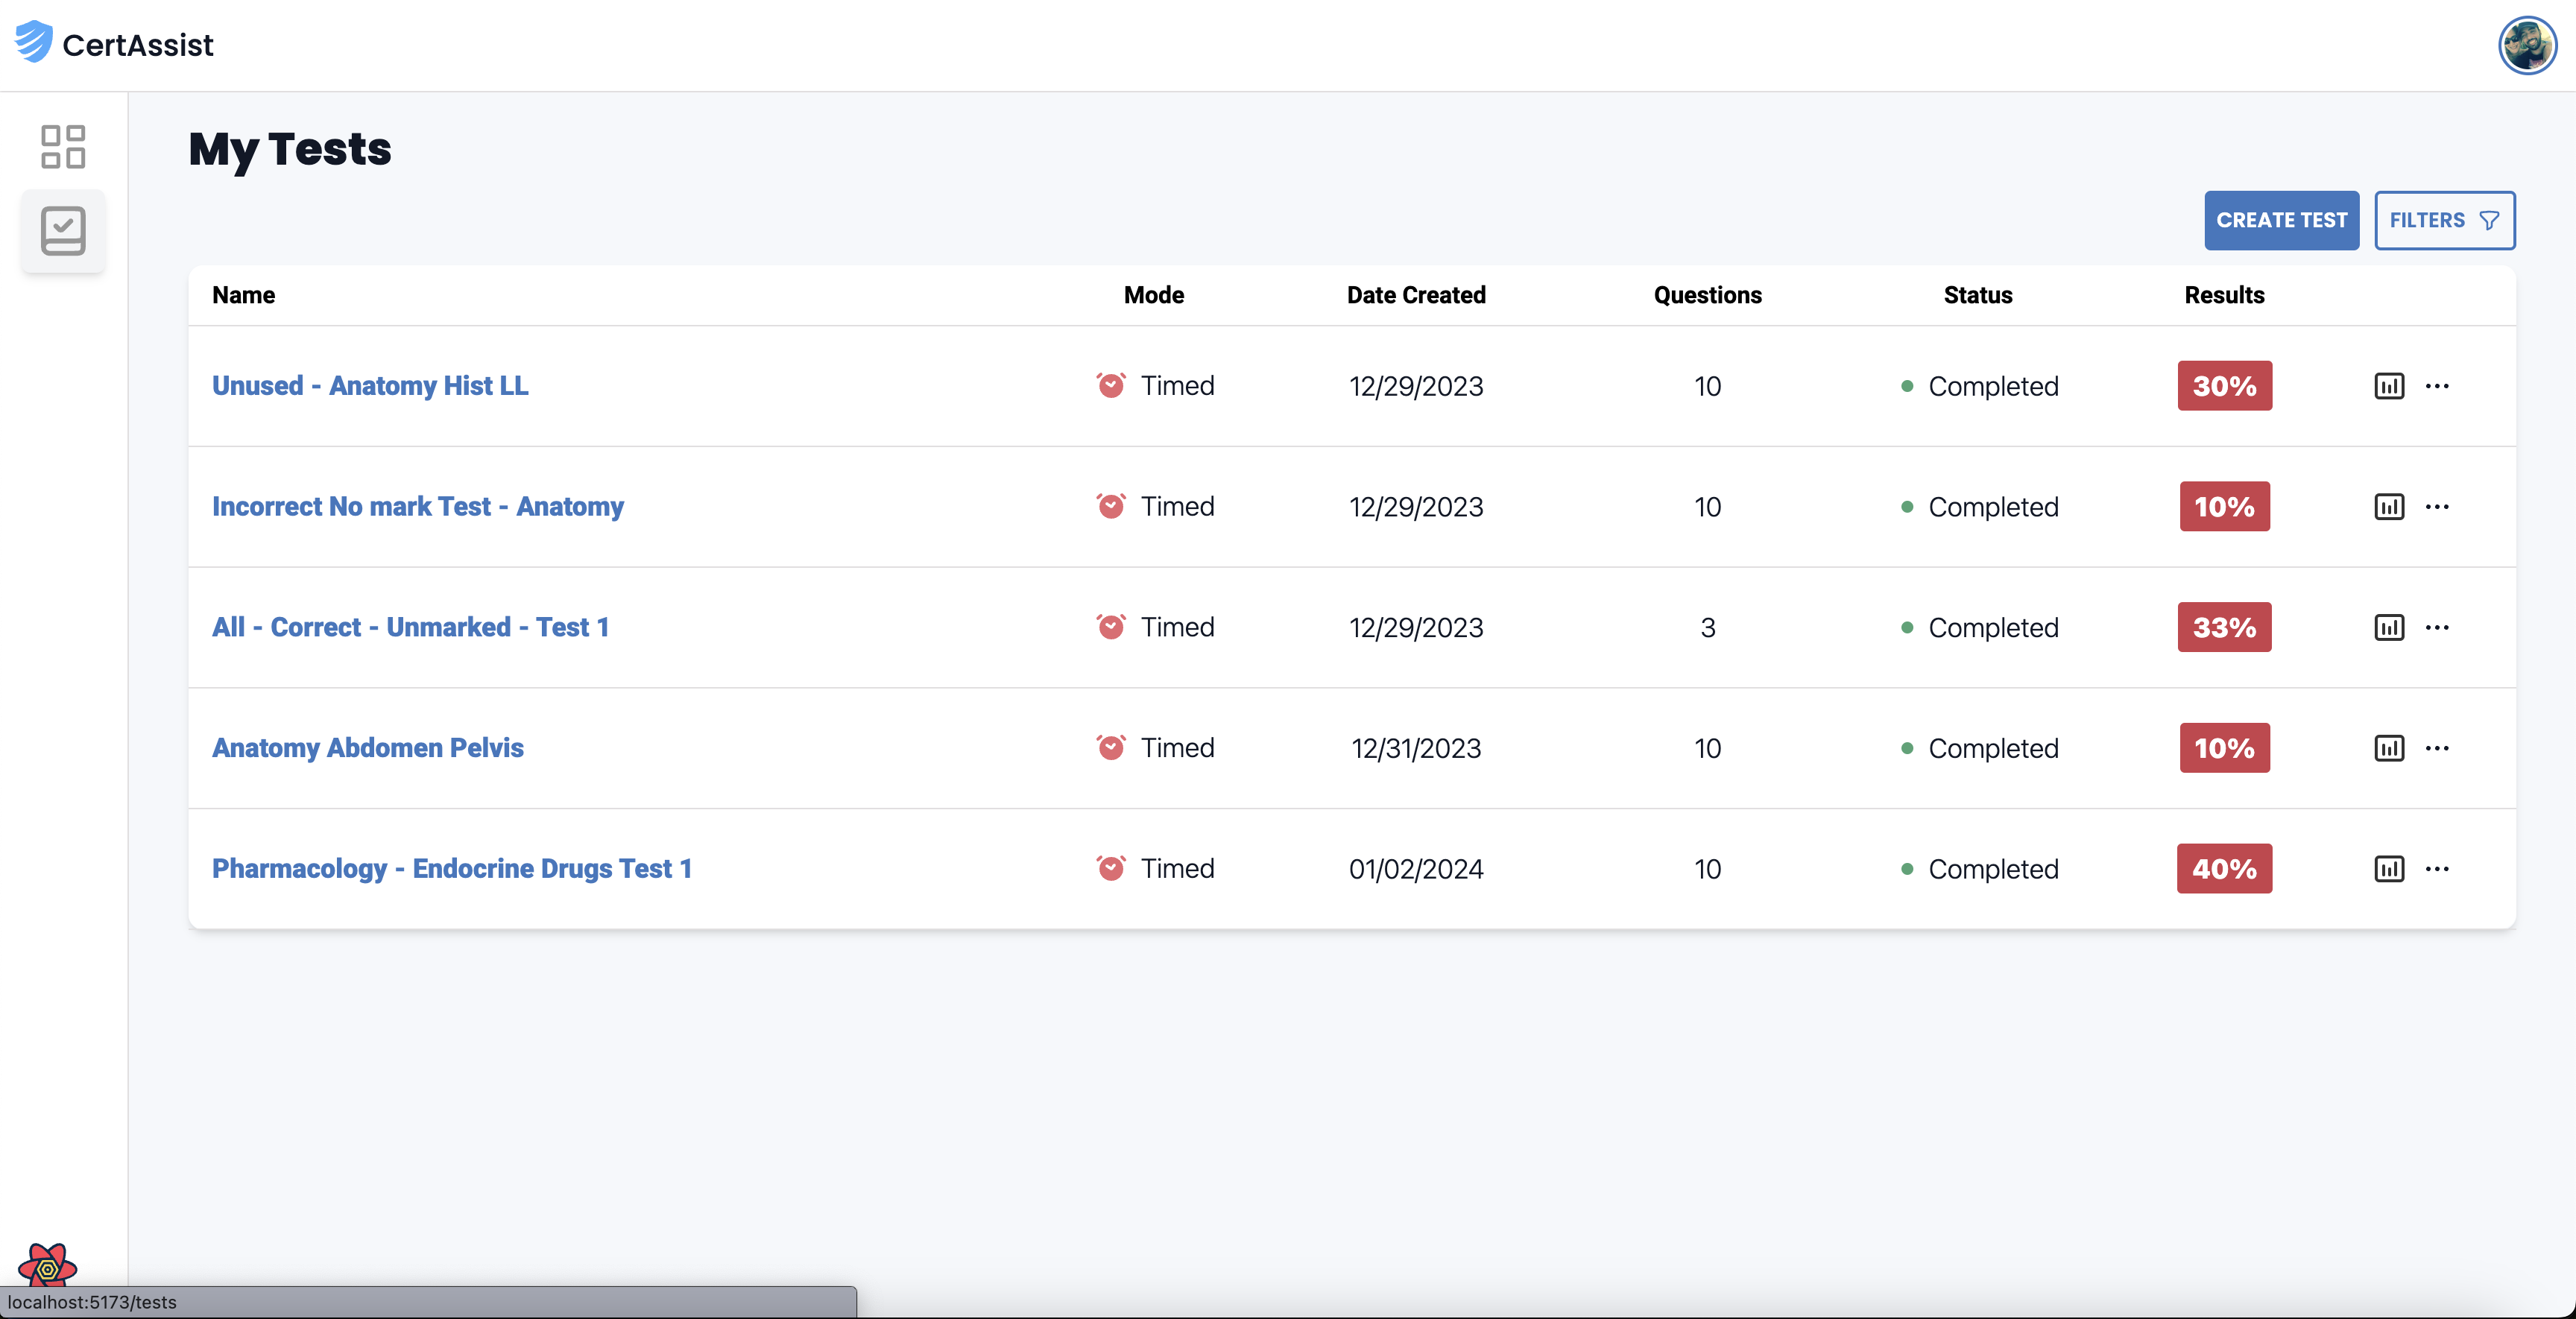 CertAssist
My Tests
CREATE TEST FILTERS
Name Mode Date Created Questions Status Results
Unused - Anatomy Hist LL Timed 12/29/2023 10 Completed 30%
Incorrect No mark Test - Anatomy Timed 12/29/2023 10 Completed 10%
All - Correct - Unmarked - Test 1 Timed 12/29/2023 3 Completed 33%
Anatomy Abdomen Pelvis Timed 12/31/2023 10 Completed 10%
Pharmacology - Endocrine Drugs Test 1 Timed 01/02/2024 10 Completed 40%
localhost:5173/tests